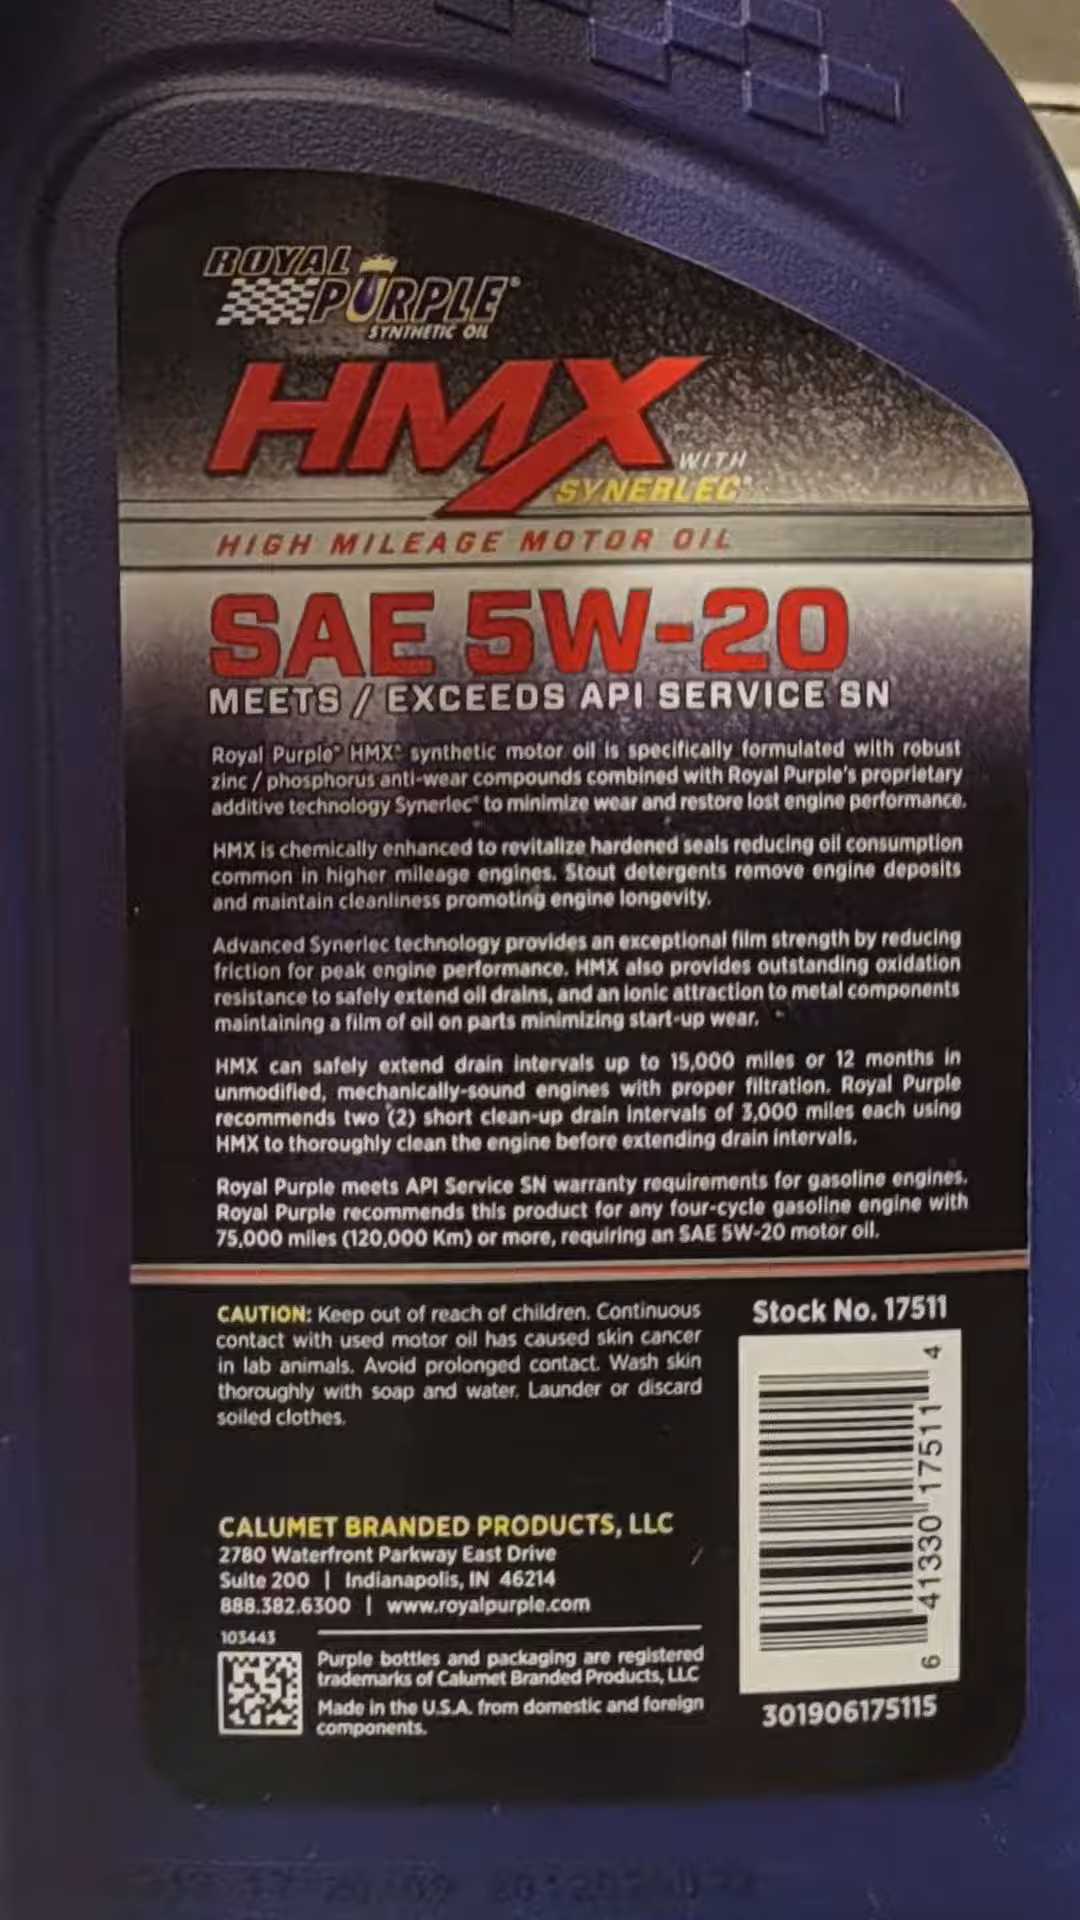 ROYAL
PURPLE®
SYNTHETIC OIL
HMX
WITH
SYNERLEC®
HIGH MILEAGE MOTOR OIL
SAE 5W-20
MEETS / EXCEEDS API SERVICE SN
Royal Purple® HMX® synthetic motor oil is specifically formulated with robust
zinc / phosphorus anti-wear compounds combined with Royal Purple's proprietary
additive technology Synerlec® to minimize wear and restore lost engine performance.
HMX is chemically enhanced to revitalize hardened seals reducing oil consumption
common in higher mileage engines. Stout detergents remove engine deposits
and maintain cleanliness promoting engine longevity.
Advanced Synerlec technology provides an exceptional film strength by reducing
friction for peak engine performance. HMX also provides outstanding oxidation
resistance to safely extend oil drains, and an ionic attraction to metal components
maintaining a film of oil on parts minimizing start-up wear.
HMX can safely extend drain intervals up to 15,000 miles or 12 months in
unmodified, mechanically-sound engines with proper filtration. Royal Purple
recommends two (2) short clean-up drain intervals of 3,000 miles each using
HMX to thoroughly clean the engine before extending drain intervals.
Royal Purple meets API Service SN warranty requirements for gasoline engines.
Royal Purple recommends this product for any four-cycle gasoline engine with
75,000 miles (120,000 Km) or more, requiring an SAE 5W-20 motor oil.
CAUTION: Keep out of reach of children. Continuous
contact with used motor oil has caused skin cancer
in lab animals. Avoid prolonged contact. Wash skin
thoroughly with soap and water. Launder or discard
soiled clothes.
Stock No. 17511
6 41330 17511 4
301906175115
CALUMET BRANDED PRODUCTS, LLC
2780 Waterfront Parkway East Drive
Suite 200 | Indianapolis, IN 46214
888.382.6300 | www.royalpurple.com
103443
Purple bottles and packaging are registered
trademarks of Calumet Branded Products, LLC
Made in the U.S.A. from domestic and foreign
components.